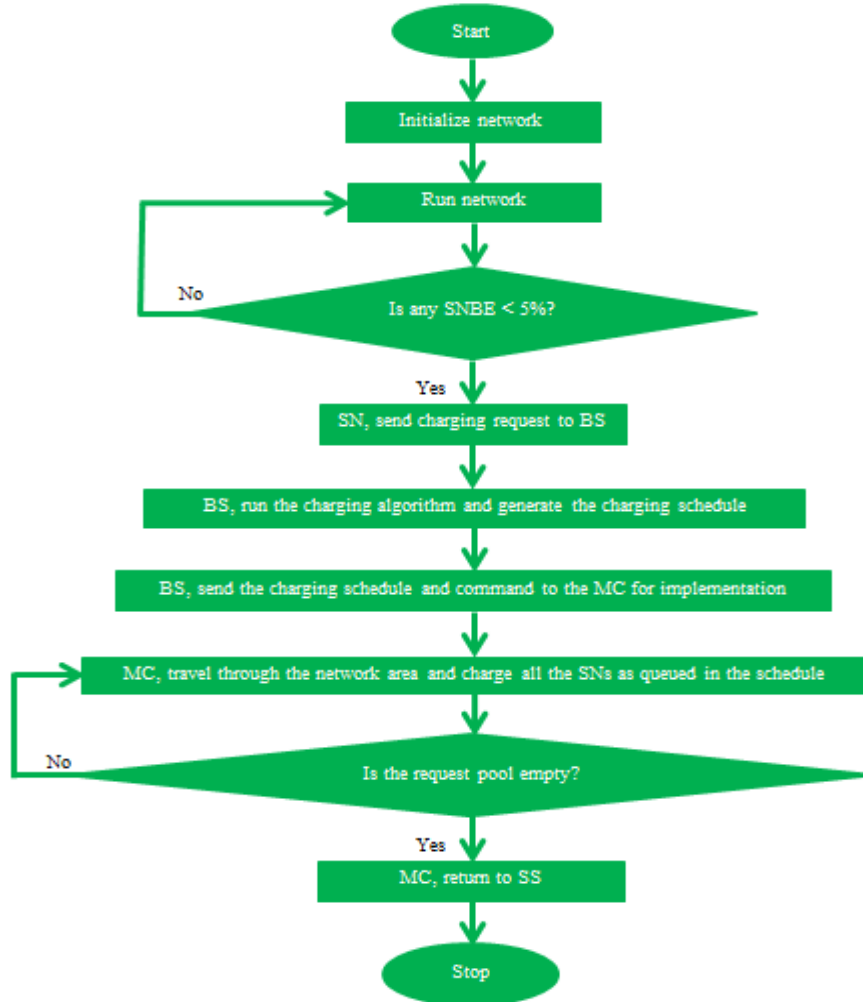 Start
Initialize network
Run network
No
Is any SNBE < 5%?
Yes
SN, send charging request to BS
BS, run the charging algorithm and generate the charging schedule
BS, send the charging schedule and command to the MC for implementation
MC, travel through the network area and charge all the SNs as queued in the schedule
No
Is the request pool empty?
Yes
MC, return to SS
Stop